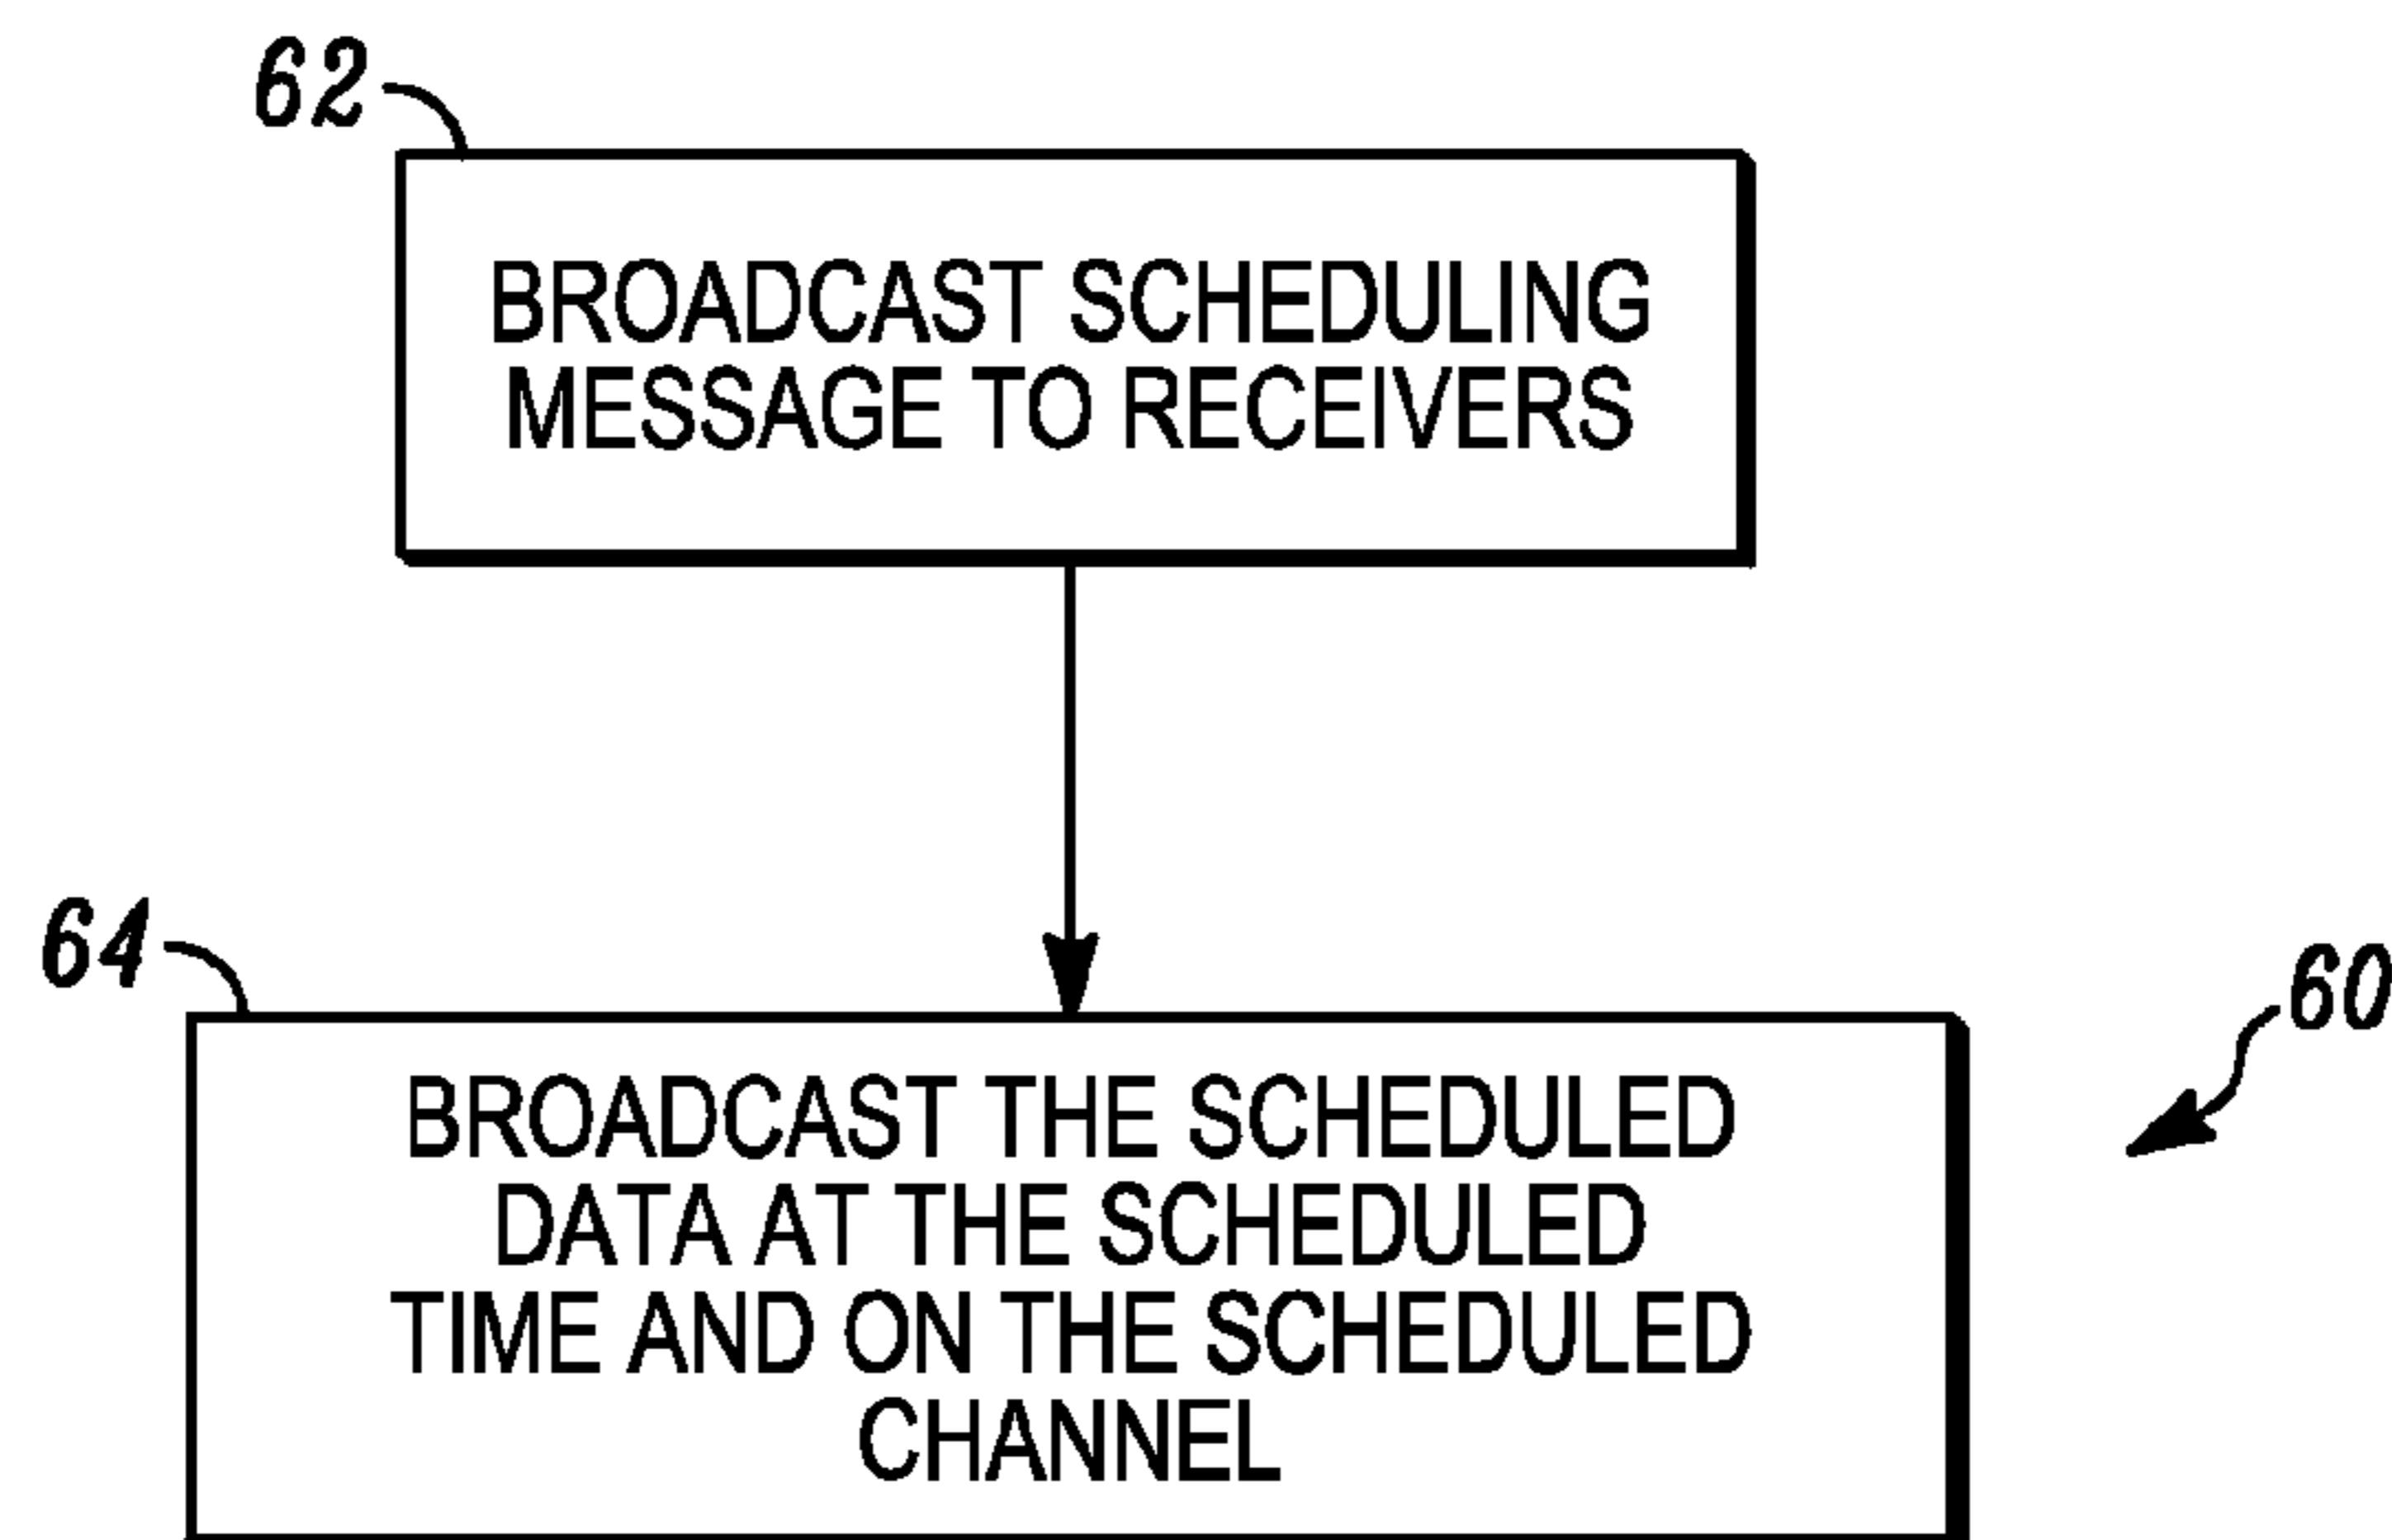 62
BROADCAST SCHEDULING
MESSAGE TO RECEIVERS
64
60
BROADCAST THE SCHEDULED
DATA AT THE SCHEDULED
TIME AND ON THE SCHEDULED
CHANNEL